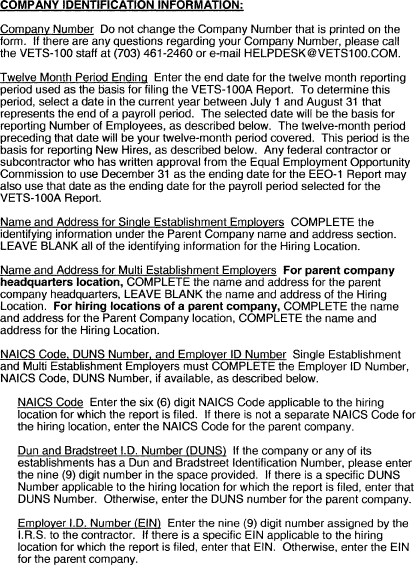 COMPANY IDENTIFICATION INFORMATION:
Company Number  Do not change the Company Number that is printed on the
form.  If there are any questions regarding your Company Number, please call
the VETS-100 staff at (703) 461-2460 or e-mail HELPDESK@VETS100.COM.
Twelve Month Period Ending  Enter the end date for the twelve month reporting
period used as the basis for filing the VETS-100A Report.  To determine this
period, select a date in the current year between July 1 and August 31 that
represents the end of a payroll period.  The selected date will be the basis for
reporting Number of Employees, as described below.  The twelve-month period
preceding that date will be your twelve-month period covered.  This period is the
basis for reporting New Hires, as described below.  Any federal contractor or
subcontractor who has written approval from the Equal Employment Opportunity
Commission to use December 31 as the ending date for the EEO-1 Report may
also use that date as the ending date for the payroll period selected for the
VETS-100A Report.
Name and Address for Single Establishment Employers  COMPLETE the
identifying information under the Parent Company name and address section.
LEAVE BLANK all of the identifying information for the Hiring Location.
Name and Address for Multi Establishment Employers  For parent company
headquarters location, COMPLETE the name and address for the parent
company headquarters, LEAVE BLANK the name and address of the Hiring
Location.  For hiring locations of a parent company, COMPLETE the name
and address for the Parent Company location, COMPLETE the name and
address for the Hiring Location.
NAICS Code, DUNS Number, and Employer ID Number  Single Establishment
and Multi Establishment Employers must COMPLETE the Employer ID Number,
NAICS Code, DUNS Number, if available, as described below.
NAICS Code  Enter the six (6) digit NAICS Code applicable to the hiring
location for which the report is filed.  If there is not a separate NAICS Code for
the hiring location, enter the NAICS Code for the parent company.
Dun and Bradstreet I.D. Number (DUNS)  If the company or any of its
establishments has a Dun and Bradstreet Identification Number, please enter
the nine (9) digit number in the space provided.  If there is a specific DUNS
Number applicable to the hiring location for which the report is filed, enter that
DUNS Number.  Otherwise, enter the DUNS number for the parent company.
Employer I.D. Number (EIN)  Enter the nine (9) digit number assigned by the
I.R.S. to the contractor.  If there is a specific EIN applicable to the hiring
location for which the report is filed, enter that EIN.  Otherwise, enter the EIN
for the parent company.